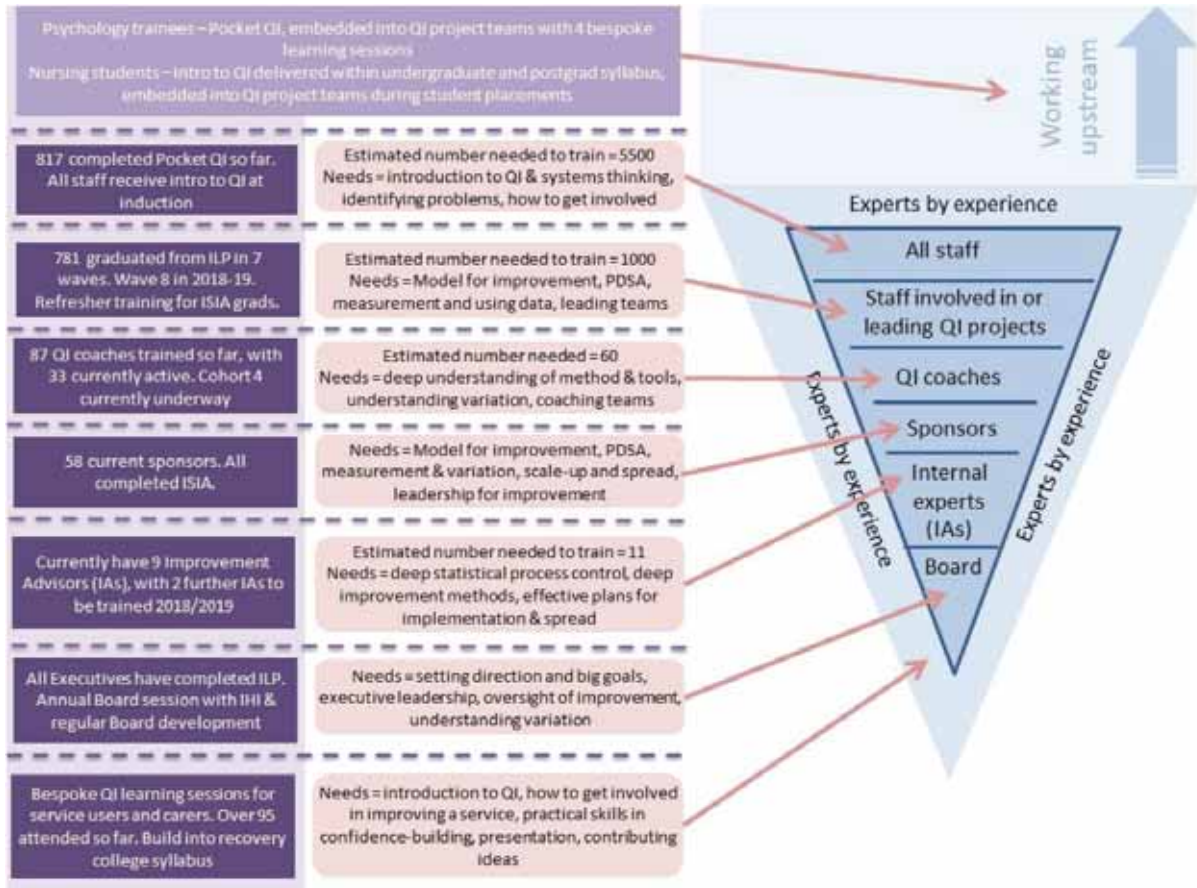 Psychology trainees – Pocket QI, embedded into QI project teams with 4 bespoke
learning sessions
Nursing students – Intro to QI delivered within undergraduate and postgrad syllabus,
embedded into QI project teams during student placements
Working
upstream
817 completed Pocket QI so far.
All staff receive intro to QI at
induction
Estimated number needed to train = 5500
Needs = introduction to QI & systems thinking,
identifying problems, how to get involved
781 graduated from ILP in 7
waves. Wave 8 in 2018-19.
Refresher training for ISIA grads.
Estimated number needed to train = 1000
Needs = Model for improvement, PDSA,
measurement and using data, leading teams
87 QI coaches trained so far, with
33 currently active. Cohort 4
currently underway
Estimated number needed = 60
Needs = deep understanding of method & tools,
understanding variation, coaching teams
58 current sponsors. All
completed ISIA.
Needs = Model for improvement, PDSA,
measurement & variation, scale-up and spread,
leadership for improvement
Currently have 9 Improvement
Advisors (IAs), with 2 further IAs to
be trained 2018/2019
Estimated number needed to train = 11
Needs = deep statistical process control, deep
improvement methods, effective plans for
implementation & spread
All Executives have completed ILP.
Annual Board session with IHI &
regular Board development
Needs = setting direction and big goals,
executive leadership, oversight of improvement,
understanding variation
Bespoke QI learning sessions for
service users and carers. Over 95
attended so far. Build into recovery
college syllabus
Needs = introduction to QI, how to get involved
in improving a service, practical skills in
confidence-building, presentation, contributing
ideas
Experts by experience
All staff
Staff involved in or
leading QI projects
QI coaches
Sponsors
Internal
experts
(IAs)
Board
Experts by experience
Experts by experience